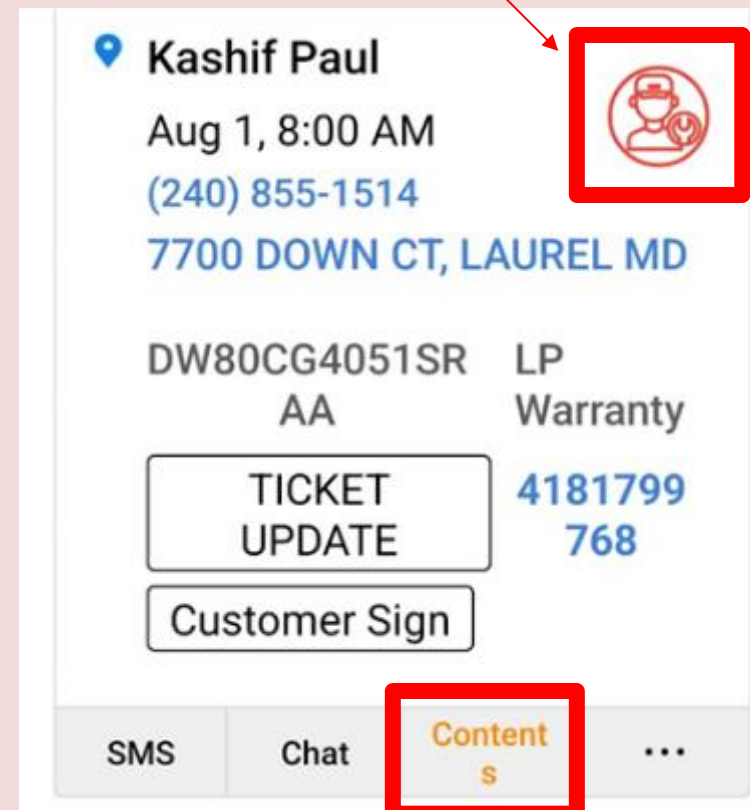 Kashif Paul
Aug 1, 8:00 AM
(240) 855-1514
7700 DOWN CT, LAUREL MD
DW80CG4051SR LP
AA Warranty
TICKET 4181799
UPDATE 768
Customer Sign
SMS Chat Content ...
s